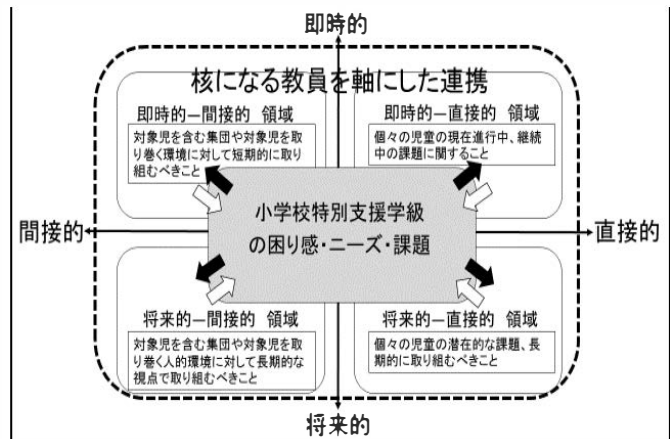 即時的
核になる教員を軸にした連携
即時的－間接的 領域
対象児を含む集団や対象児を取
り巻く環境に対して短期的に取り
組むべきこと
即時的－直接的 領域
個々の児童の現在進行中、継続
中の課題に関すること
間接的
小学校特別支援学級
の困り感・ニーズ・課題
直接的
将来的－間接的 領域
対象児を含む集団や対象児を取
り巻く人的環境に対して長期的な
視点で取り組むべきこと
将来的－直接的 領域
個々の児童の潜在的な課題、長
期的に取り組むべきこと
将来的